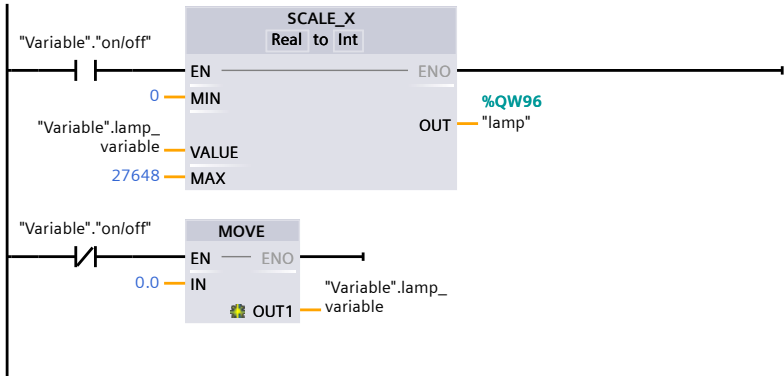 SCALE_X
Real to Int
"Variable"."on/off"
EN
ENO
0
MIN
%QW96
"lamp"
OUT
"Variable".lamp_
variable
VALUE
27648
MAX
"Variable"."on/off"
MOVE
EN
ENO
0.0
IN
"Variable".lamp_
variable
OUT1